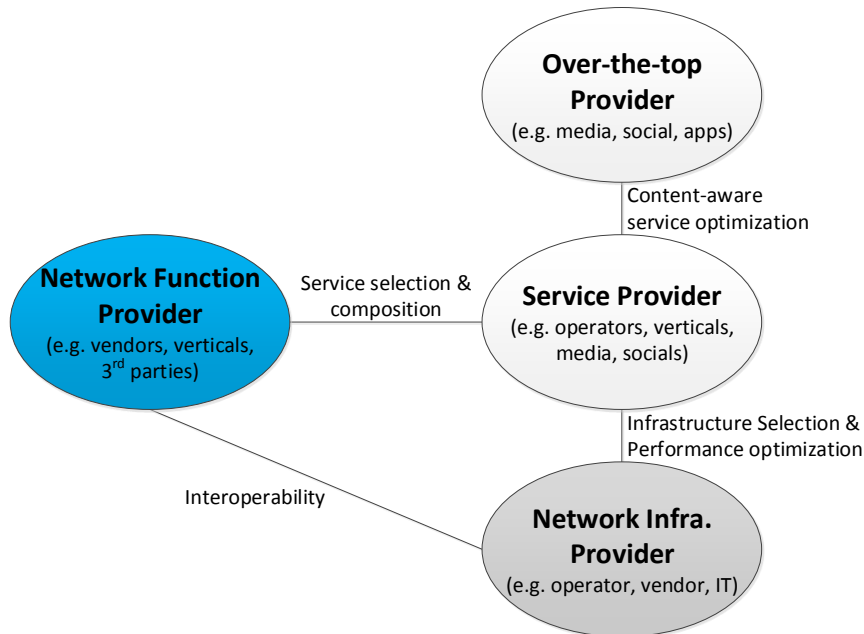 Over-the-top
Provider
(e.g. media, social, apps)
Content-aware
service optimization
Network Function
Provider
(e.g. vendors, verticals,
3rd parties)
Service selection &
composition
Service Provider
(e.g. operators, verticals,
media, socials)
Infrastructure Selection &
Performance optimization
Interoperability
Network Infra.
Provider
(e.g. operator, vendor, IT)